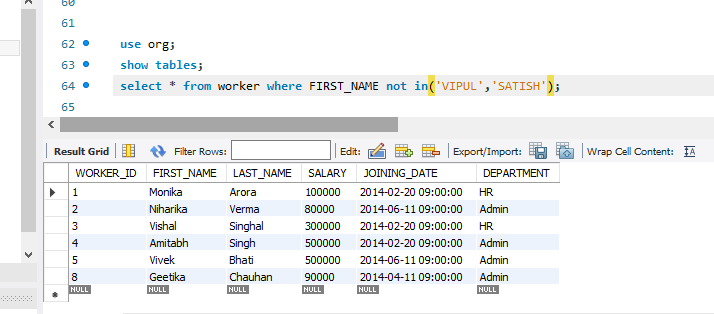 60
61
62 use org;
63 show tables;
64 select * from worker where FIRST_NAME not in('VIPUL','SATISH');
65
Result Grid Filter Rows: Edit: Export/Import: Wrap Cell Content:
WORKER_ID FIRST_NAME LAST_NAME SALARY JOINING_DATE DEPARTMENT
1 Monika Arora 100000 2014-02-20 09:00:00 HR
2 Niharika Verma 80000 2014-06-11 09:00:00 Admin
3 Vishal Singhal 300000 2014-02-20 09:00:00 HR
4 Amitabh Singh 500000 2014-02-20 09:00:00 Admin
5 Vivek Bhati 500000 2014-06-11 09:00:00 Admin
8 Geetika Chauhan 90000 2014-04-11 09:00:00 Admin
NULL NULL NULL NULL NULL NULL